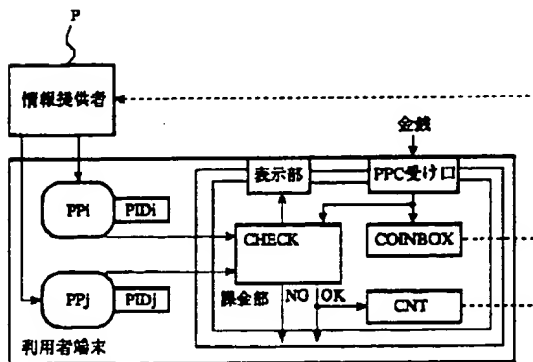 P
情報提供者
金銭
表示部
PPC受け口
PPi
PIDi
CHECK
COINBOX
課金部
NG
OK
CNT
PPj
PIDj
利用者端末